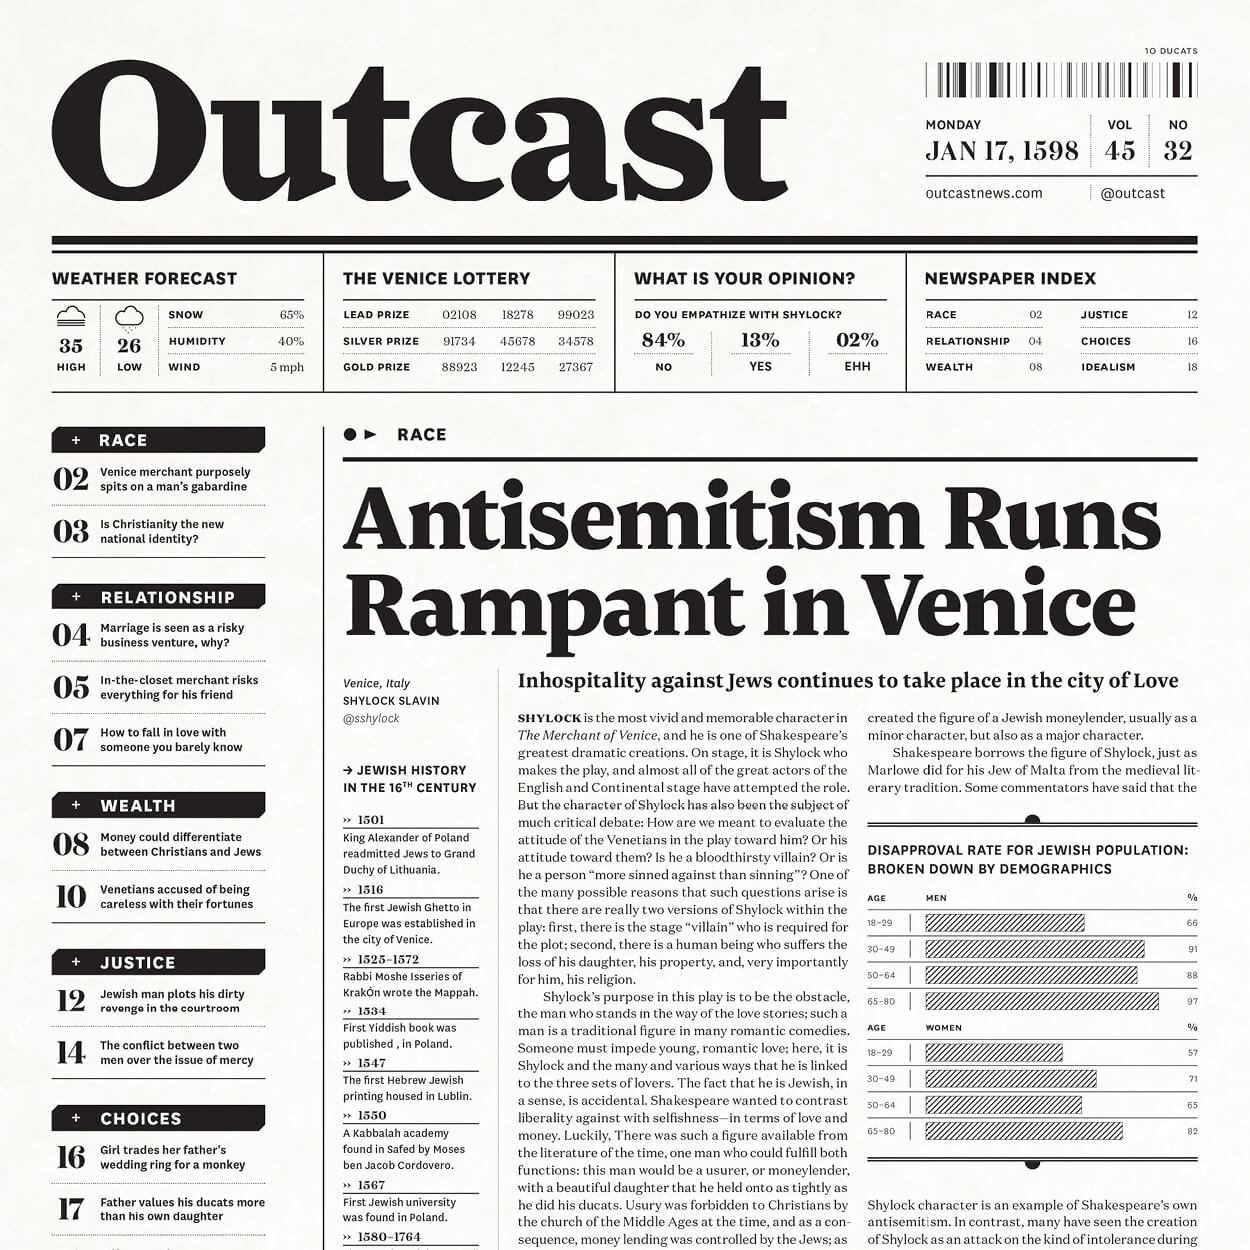 Outcast
10 DUCATS
MONDAY
JAN 17, 1598
VOL
45
NO
32
outcastnews.com
@outcast
WEATHER FORECAST
35
HIGH
26
LOW
SNOW 65%
HUMIDITY 40%
WIND 5 mph
THE VENICE LOTTERY
LEAD PRIZE 02108 18278 99023
SILVER PRIZE 91734 45678 34578
GOLD PRIZE 88923 12245 27367
WHAT IS YOUR OPINION?
DO YOU EMPATHIZE WITH SHYLOCK?
84% 13% 02%
NO YES EHH
NEWSPAPER INDEX
RACE 02 JUSTICE 12
RELATIONSHIP 04 CHOICES 16
WEALTH 08 IDEALISM 18
+ RACE
02 Venice merchant purposely
spits on a man's gabardine
03 Is Christianity the new
national identity?
+ RELATIONSHIP
04 Marriage is seen as a risky
business venture, why?
05 In-the-closet merchant risks
everything for his friend
07 How to fall in love with
someone you barely know
+ WEALTH
08 Money could differentiate
between Christians and Jews
10 Venetians accused of being
careless with their fortunes
+ JUSTICE
12 Jewish man plots his dirty
revenge in the courtroom
14 The conflict between two
men over the issue of mercy
+ CHOICES
16 Girl trades her father's
wedding ring for a monkey
17 Father values his ducats more
than his own daughter
RACE
Antisemitism Runs
Rampant in Venice
Venice, Italy
SHYLOCK SLAVIN
@sshylock
→ JEWISH HISTORY
IN THE 16TH CENTURY
›› 1501
King Alexander of Poland
readmitted Jews to Grand
Duchy of Lithuania.
›› 1516
The first Jewish Ghetto in
Europe was established in
the city of Venice.
›› 1525–1572
Rabbi Moshe Isseries of
KrakÓn wrote the Mappah.
›› 1534
First Yiddish book was
published , in Poland.
›› 1547
The first Hebrew Jewish
printing housed in Lublin.
›› 1550
A Kabbalah academy
found in Safed by Moses
ben Jacob Cordovero.
›› 1567
First Jewish university
was found in Poland.
›› 1580–1764
Inhospitality against Jews continues to take place in the city of Love
SHYLOCK is the most vivid and memorable character in
The Merchant of Venice, and he is one of Shakespeare's
greatest dramatic creations. On stage, it is Shylock who
makes the play, and almost all of the great actors of the
English and Continental stage have attempted the role.
But the character of Shylock has also been the subject of
much critical debate: How are we meant to evaluate the
attitude of the Venetians in the play toward him? Or his
attitude toward them? Is he a bloodthirsty villain? Or is
he a person “more sinned against than sinning”? One of
the many possible reasons that such questions arise is
that there are really two versions of Shylock within the
play: first, there is the stage “villain” who is required for
the plot; second, there is a human being who suffers the
loss of his daughter, his property, and, very importantly
for him, his religion.
Shylock's purpose in this play is to be the obstacle,
the man who stands in the way of the love stories; such a
man is a traditional figure in many romantic comedies.
Someone must impede young, romantic love; here, it is
Shylock and the many and various ways that he is linked
to the three sets of lovers. The fact that he is Jewish, in
a sense, is accidental. Shakespeare wanted to contrast
liberality against with selfishness—in terms of love and
money. Luckily, There was such a figure available from
the literature of the time, one man who could fulfill both
functions: this man would be a usurer, or moneylender,
with a beautiful daughter that he held onto as tightly as
he did his ducats. Usury was forbidden to Christians by
the church of the Middle Ages at the time, and as a con-
sequence, money lending was controlled by the Jews; as
created the figure of a Jewish moneylender, usually as a
minor character, but also as a major character.
Shakespeare borrows the figure of Shylock, just as
Marlowe did for his Jew of Malta from the medieval lit-
erary tradition. Some commentators have said that the
DISAPPROVAL RATE FOR JEWISH POPULATION:
BROKEN DOWN BY DEMOGRAPHICS
AGE MEN %
18–29 66
30–49 91
50–64 88
65–80 97
AGE WOMEN %
18–29 57
30–49 71
50–64 65
65–80 82
Shylock character is an example of Shakespeare's own
antisemitism. In contrast, many have seen the creation
of Shylock as an attack on the kind of intolerance during